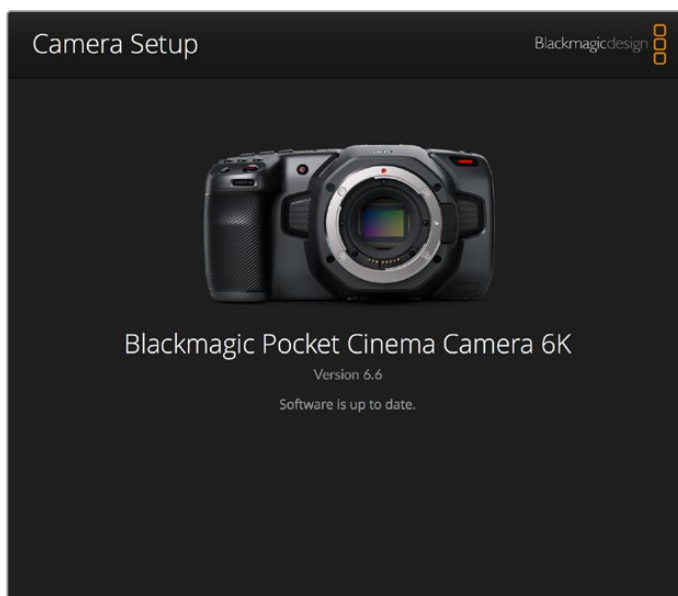 Camera Setup
Blackmagicdesign
Blackmagic Pocket Cinema Camera 6K
Version 6.6
Software is up to date.